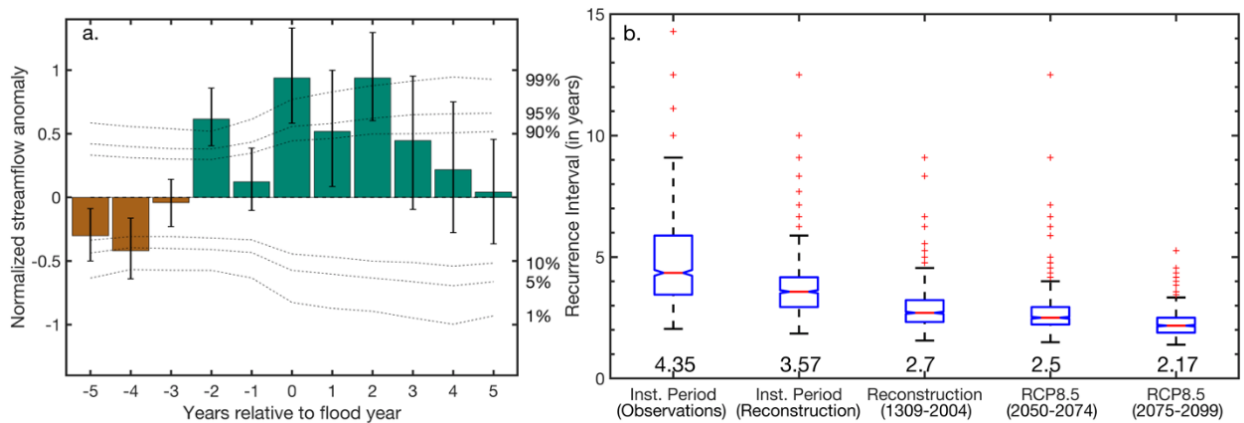 a.
Normalized streamflow anomaly
1
0.5
0
-0.5
-1
99%
95%
90%
10%
5%
1%
-5 -4 -3 -2 -1 0 1 2 3 4 5
Years relative to flood year
b.
Recurrence Interval (in years)
15
10
5
0
4.35 3.57 2.7 2.5 2.17
Inst. Period Inst. Period Reconstruction RCP8.5 RCP8.5
(Observations) (Reconstruction) (1309-2004) (2050-2074) (2075-2099)